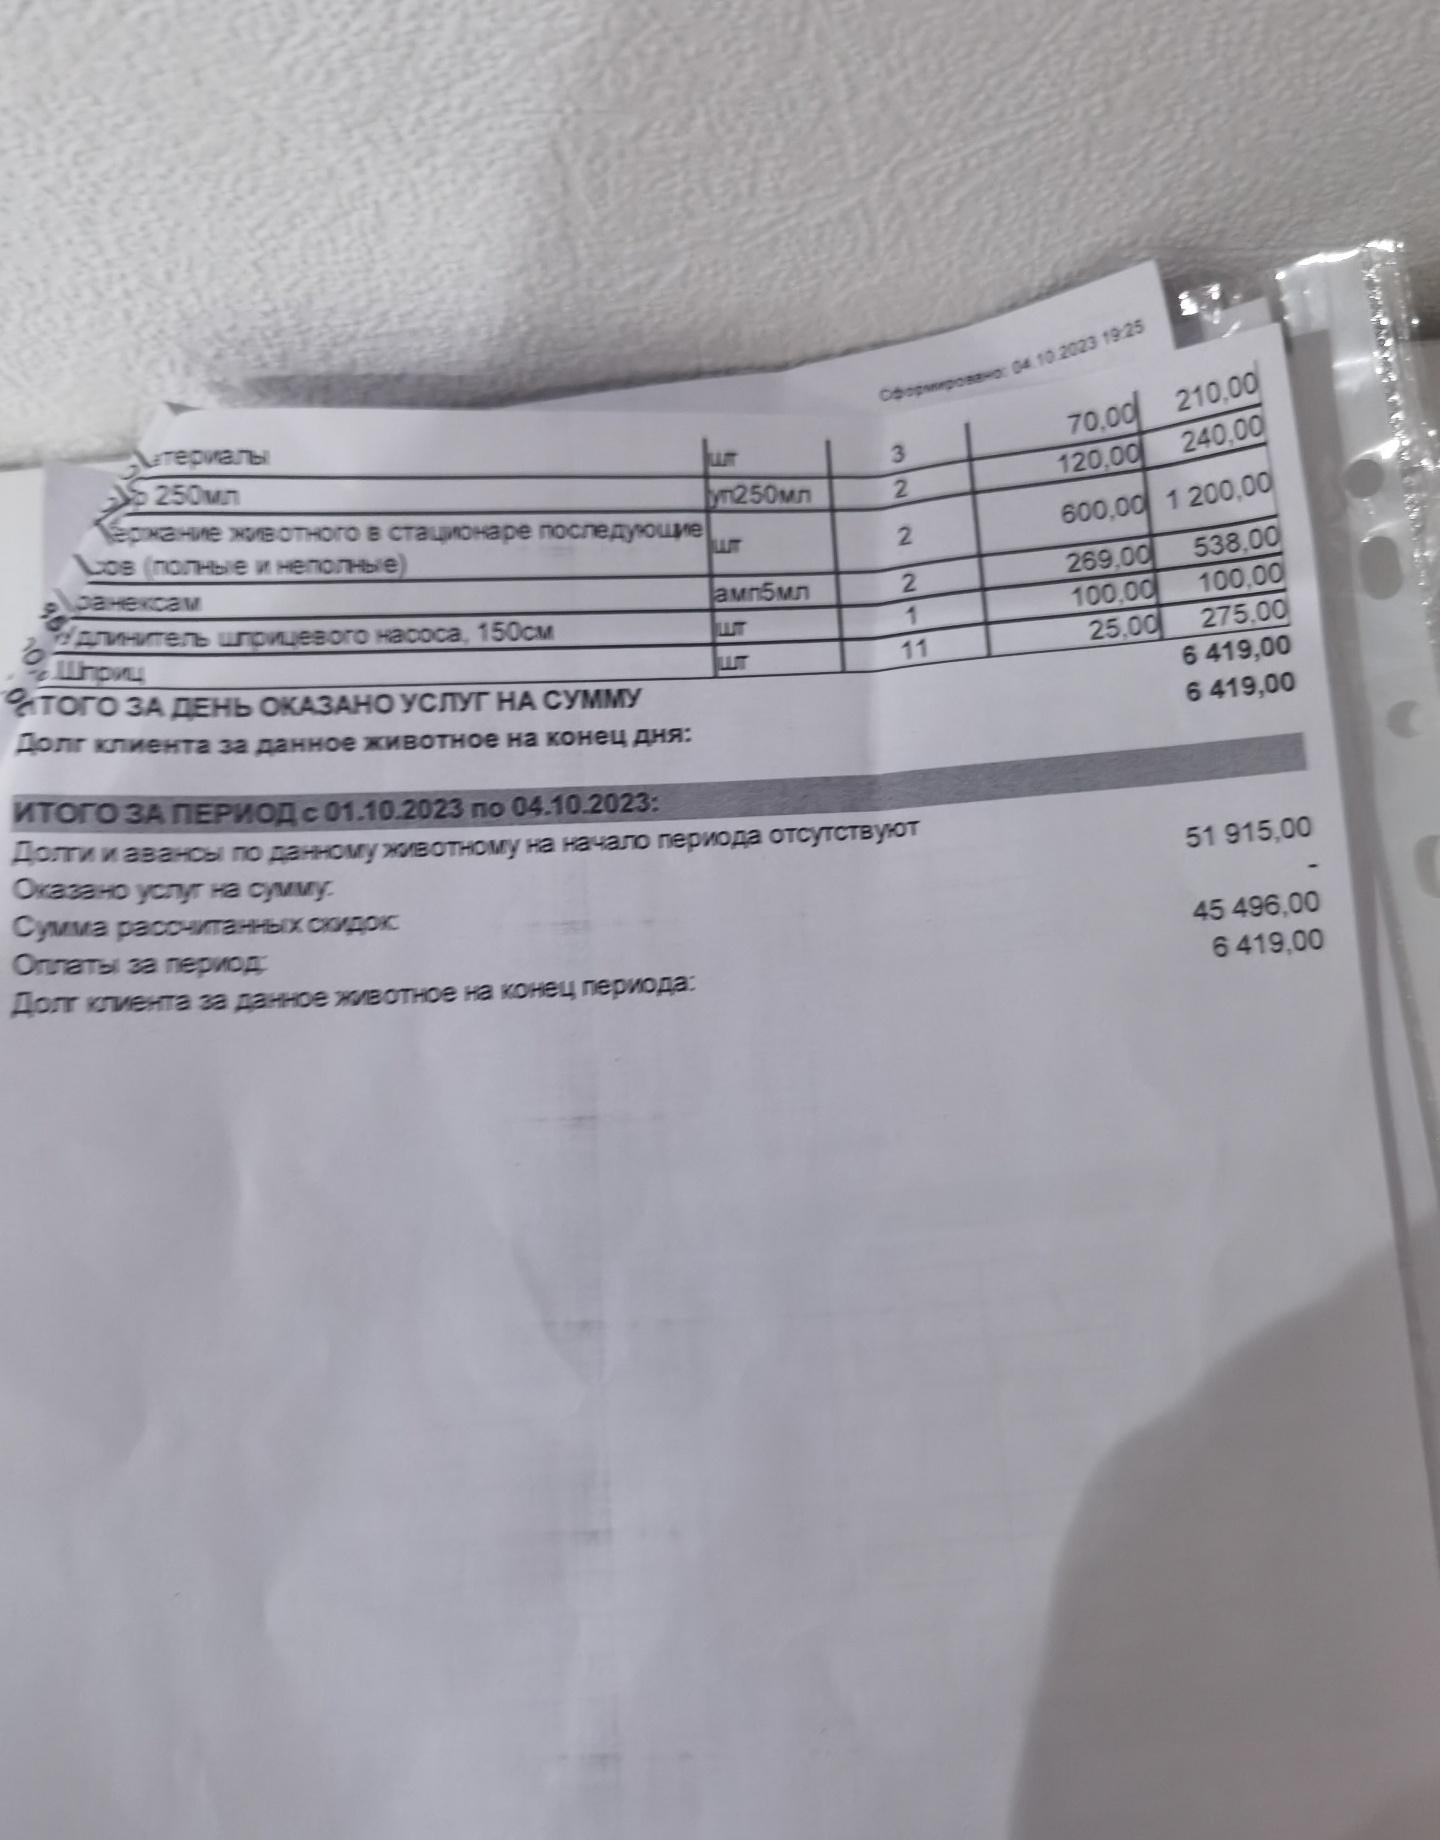 Сформировано: 04.10.2023 19:25
атериалы шт 3 70,00 210,00
р 250мл уп250мл 2 120,00 240,00
ержание животного в стационаре последующие шт 2 600,00 1 200,00
сов (полные и неполные)
ранексам амп5мл 2 269,00 538,00
Удлинитель шприцевого насоса, 150см шт 1 100,00 100,00
Шприц шт 11 25,00 275,00
ИТОГО ЗА ДЕНЬ ОКАЗАНО УСЛУГ НА СУММУ 6 419,00
Долг клиента за данное животное на конец дня: 6 419,00
ИТОГО ЗА ПЕРИОД с 01.10.2023 по 04.10.2023:
Долги и авансы по данному животному на начало периода отсутствуют
Оказано услуг на сумму: 51 915,00
Сумма рассчитанных скидок: -
Оплаты за период: 45 496,00
Долг клиента за данное животное на конец периода: 6 419,00